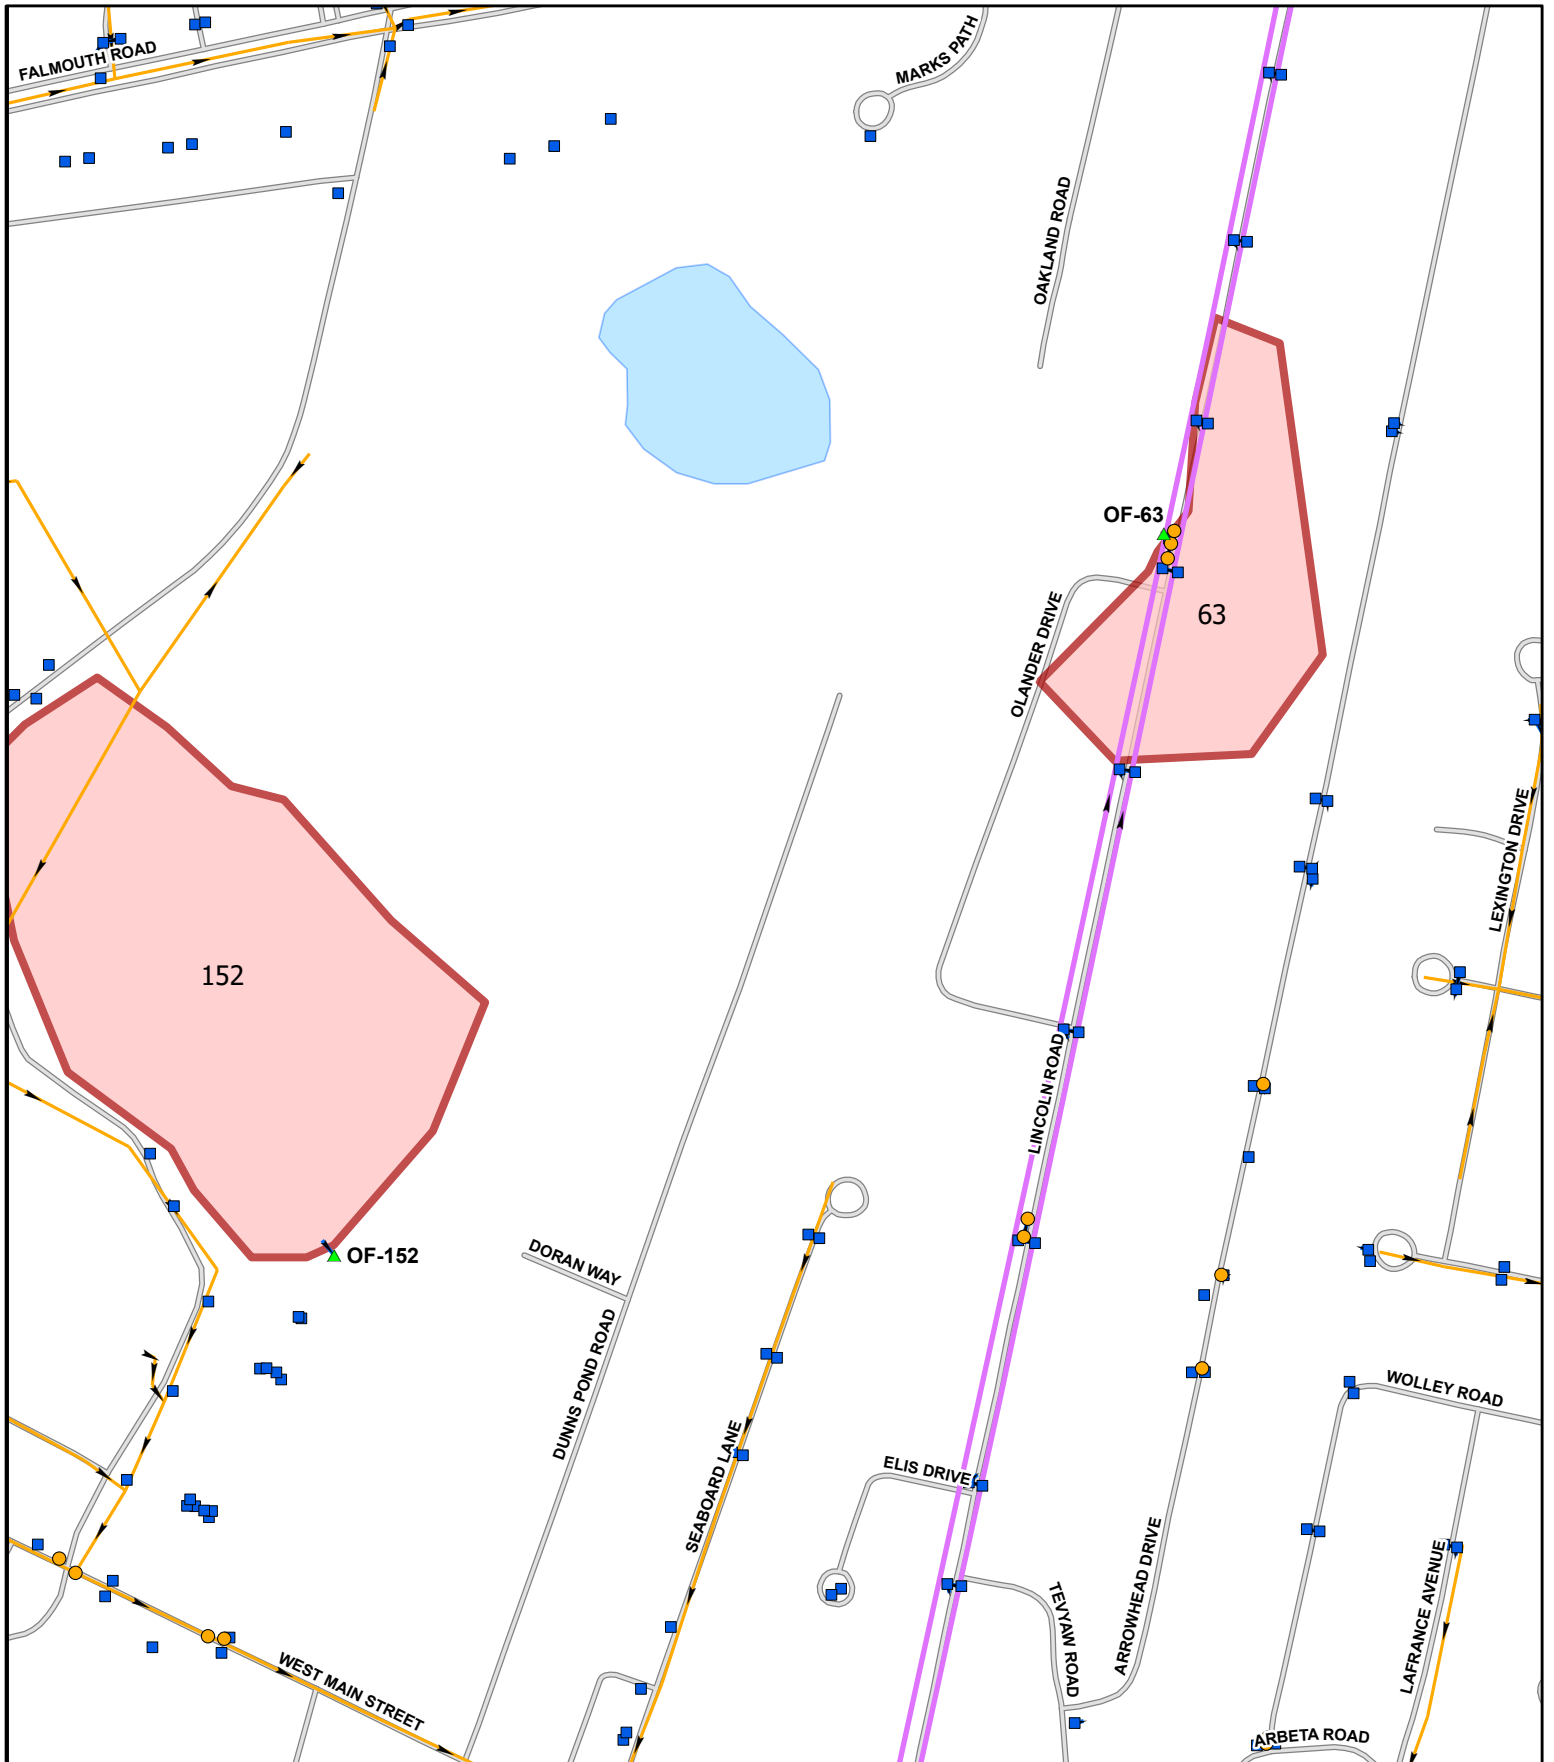 FALMOUTH ROAD
MARKS PATH
OAKLAND ROAD
OF-63
63
OLANDER DRIVE
LEXINGTON DRIVE
152
LINCOLN ROAD
OF-152
DORAN WAY
DUNNS POND ROAD
WOLLEY ROAD
SEABOARD LANE
ELIS DRIVE
ARROWHEAD DRIVE
TEVYAW ROAD
LAFRANCE AVENUE
WEST MAIN STREET
ARBETA ROAD